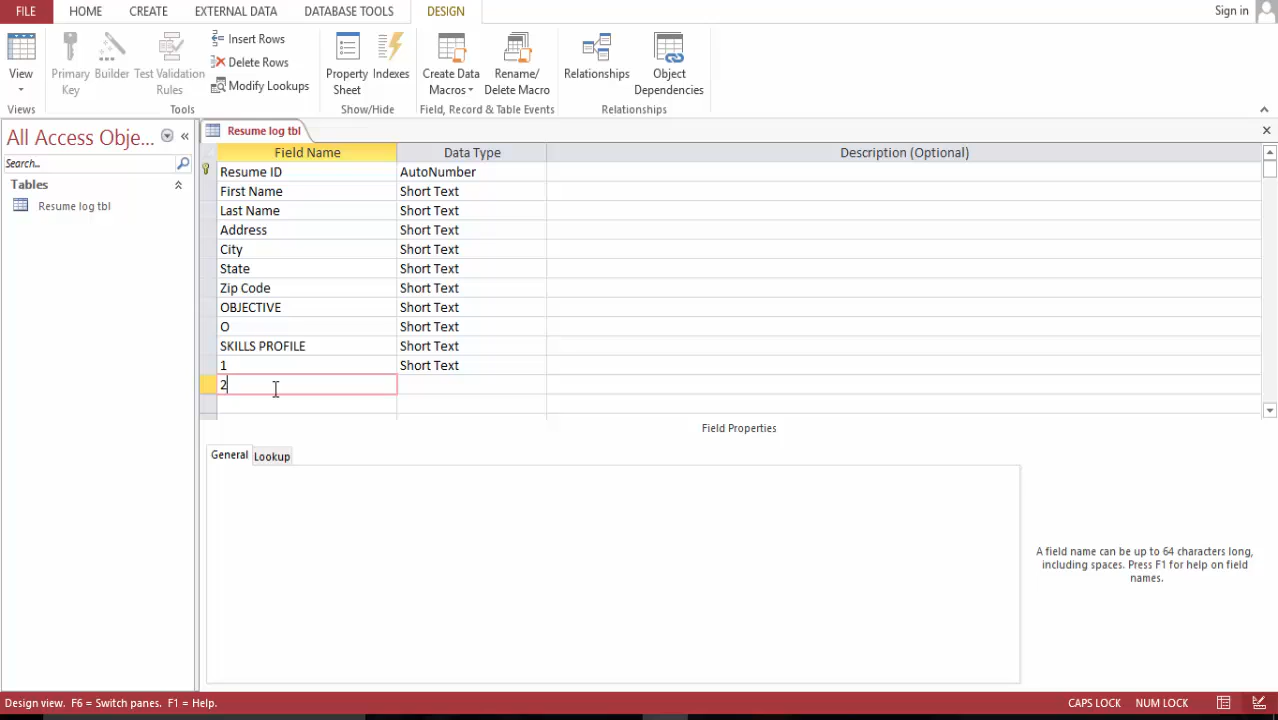 FILE HOME CREATE EXTERNAL DATA DATABASE TOOLS DESIGN Sign in
View
Primary Key
Builder
Test Validation Rules
Insert Rows
Delete Rows
Modify Lookups
Property Sheet
Indexes
Create Data Macros
Rename/ Delete Macro
Relationships
Object Dependencies
Views Tools Show/Hide Field, Record & Table Events Relationships
All Access Obje...
Search...
Tables
Resume log tbl
Resume log tbl
Field Name Data Type Description (Optional)
Resume ID AutoNumber
First Name Short Text
Last Name Short Text
Address Short Text
City Short Text
State Short Text
Zip Code Short Text
OBJECTIVE Short Text
O Short Text
SKILLS PROFILE Short Text
1 Short Text
2
Field Properties
General Lookup
A field name can be up to 64 characters long,
including spaces. Press F1 for help on field
names.
Design view. F6 = Switch panes. F1 = Help. CAPS LOCK NUM LOCK